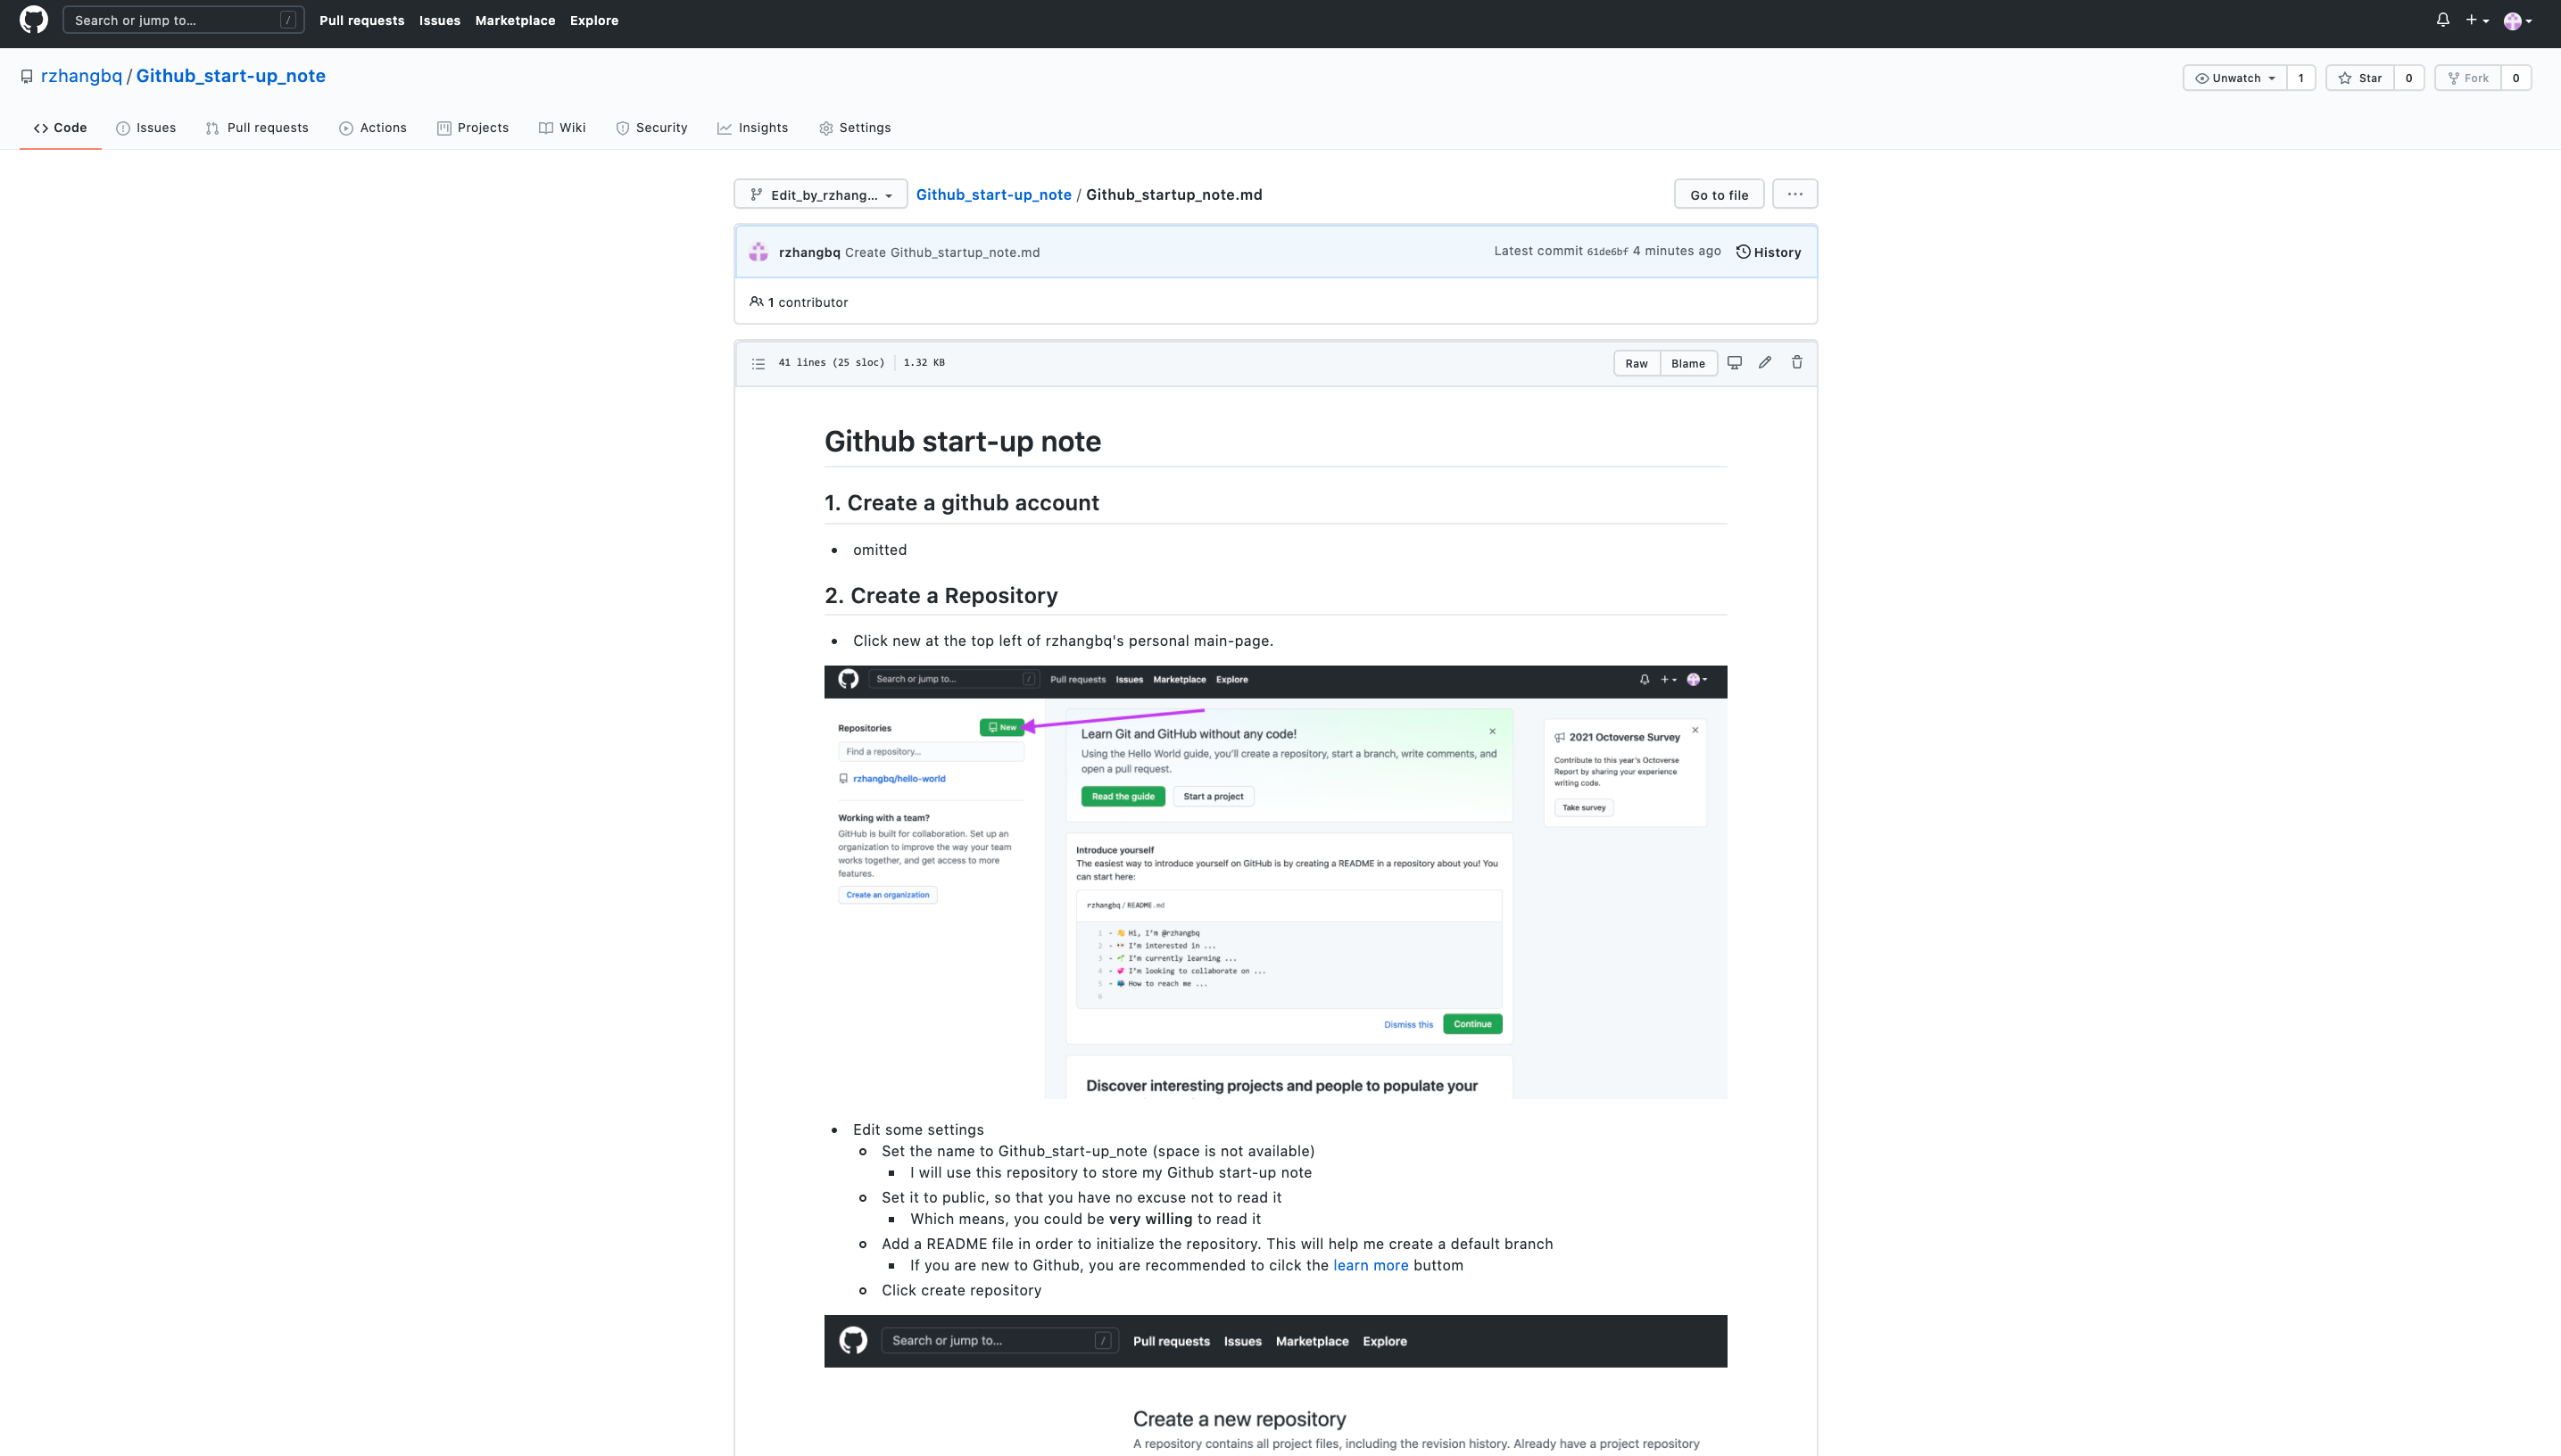 Search or jump to... / Pull requests Issues Marketplace Explore
rzhangbq / Github_start-up_note
Unwatch 1 Star 0 Fork 0
Code Issues Pull requests Actions Projects Wiki Security Insights Settings
Edit_by_rzhang... Github_start-up_note / Github_startup_note.md Go to file ...
rzhangbq Create Github_startup_note.md Latest commit 61de6bf 4 minutes ago History
1 contributor
41 lines (25 sloc) 1.32 KB Raw Blame
Github start-up note
1. Create a github account
omitted
2. Create a Repository
Click new at the top left of rzhangbq's personal main-page.
Search or jump to... / Pull requests Issues Marketplace Explore
Repositories New
Find a repository...
rzhangbq/hello-world
Working with a team?
GitHub is built for collaboration. Set up an
organization to improve the way your team
works together, and get access to more
features.
Create an organization
Learn Git and GitHub without any code!
Using the Hello World guide, you'll create a repository, start a branch, write comments, and
open a pull request.
Read the guide Start a project
2021 Octoverse Survey
Contribute to this year's Octoverse
Report by sharing your experience
writing code.
Take survey
Introduce yourself
The easiest way to introduce yourself on GitHub is by creating a README in a repository about you! You
can start here:
rzhangbq / README.md
1 - 👋 Hi, I'm @rzhangbq
2 - 👀 I'm interested in ...
3 - 🌱 I'm currently learning ...
4 - 💞️ I'm looking to collaborate on ...
5 - 📫 How to reach me ...
6
Dismiss this Continue
Discover interesting projects and people to populate your
Edit some settings
Set the name to Github_start-up_note (space is not available)
I will use this repository to store my Github start-up note
Set it to public, so that you have no excuse not to read it
Which means, you could be very willing to read it
Add a README file in order to initialize the repository. This will help me create a default branch
If you are new to Github, you are recommended to cilck the learn more buttom
Click create repository
Search or jump to... / Pull requests Issues Marketplace Explore
Create a new repository
A repository contains all project files, including the revision history. Already have a project repository